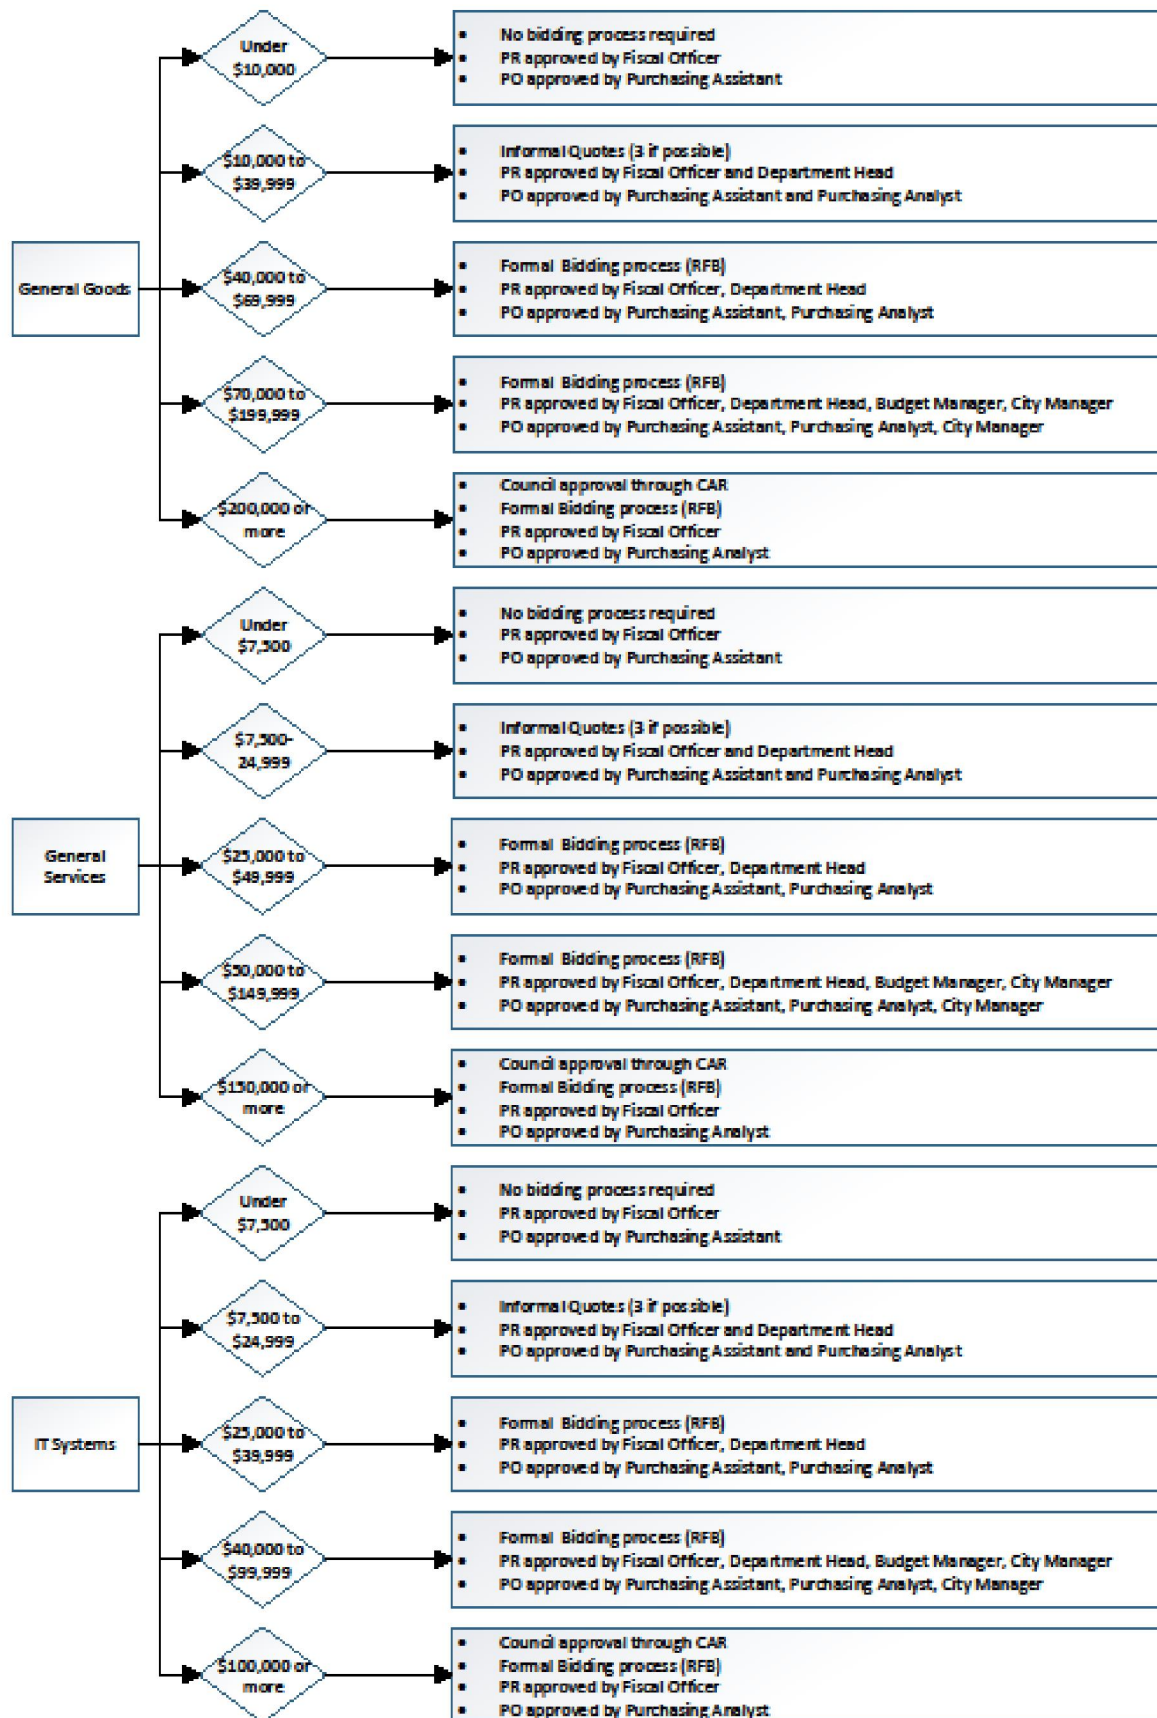 Under
$10,000
• No bidding process required
• PR approved by Fiscal Officer
• PO approved by Purchasing Assistant
$10,000 to
$39,999
• Informal Quotes (3 if possible)
• PR approved by Fiscal Officer and Department Head
• PO approved by Purchasing Assistant and Purchasing Analyst
General Goods
$40,000 to
$69,999
• Formal Bidding process (RFB)
• PR approved by Fiscal Officer, Department Head
• PO approved by Purchasing Assistant, Purchasing Analyst
$70,000 to
$199,999
• Formal Bidding process (RFB)
• PR approved by Fiscal Officer, Department Head, Budget Manager, City Manager
• PO approved by Purchasing Assistant, Purchasing Analyst, City Manager
$200,000 or
more
• Council approval through CAR
• Formal Bidding process (RFB)
• PR approved by Fiscal Officer
• PO approved by Purchasing Analyst
Under
$7,500
• No bidding process required
• PR approved by Fiscal Officer
• PO approved by Purchasing Assistant
$7,500-
24,999
• Informal Quotes (3 if possible)
• PR approved by Fiscal Officer and Department Head
• PO approved by Purchasing Assistant and Purchasing Analyst
General
Services
$25,000 to
$49,999
• Formal Bidding process (RFB)
• PR approved by Fiscal Officer, Department Head
• PO approved by Purchasing Assistant, Purchasing Analyst
$50,000 to
$149,999
• Formal Bidding process (RFB)
• PR approved by Fiscal Officer, Department Head, Budget Manager, City Manager
• PO approved by Purchasing Assistant, Purchasing Analyst, City Manager
$150,000 or
more
• Council approval through CAR
• Formal Bidding process (RFB)
• PR approved by Fiscal Officer
• PO approved by Purchasing Analyst
Under
$7,500
• No bidding process required
• PR approved by Fiscal Officer
• PO approved by Purchasing Assistant
$7,500 to
$24,999
• Informal Quotes (3 if possible)
• PR approved by Fiscal Officer and Department Head
• PO approved by Purchasing Assistant and Purchasing Analyst
IT Systems
$25,000 to
$39,999
• Formal Bidding process (RFB)
• PR approved by Fiscal Officer, Department Head
• PO approved by Purchasing Assistant, Purchasing Analyst
$40,000 to
$99,999
• Formal Bidding process (RFB)
• PR approved by Fiscal Officer, Department Head, Budget Manager, City Manager
• PO approved by Purchasing Assistant, Purchasing Analyst, City Manager
$100,000 or
more
• Council approval through CAR
• Formal Bidding process (RFB)
• PR approved by Fiscal Officer
• PO approved by Purchasing Analyst